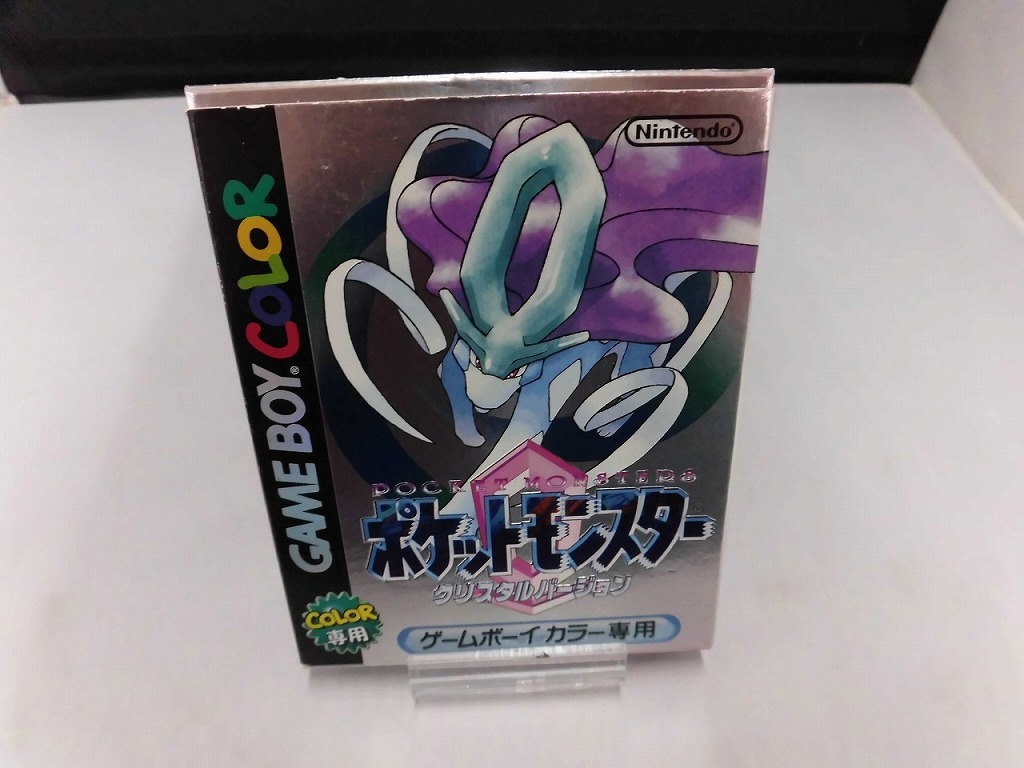 Nintendo®
GAME BOY® COLOR
POCKET MONSTERS
ポケットモンスター
クリスタルバージョン
COLOR
専用
ゲームボーイカラー専用